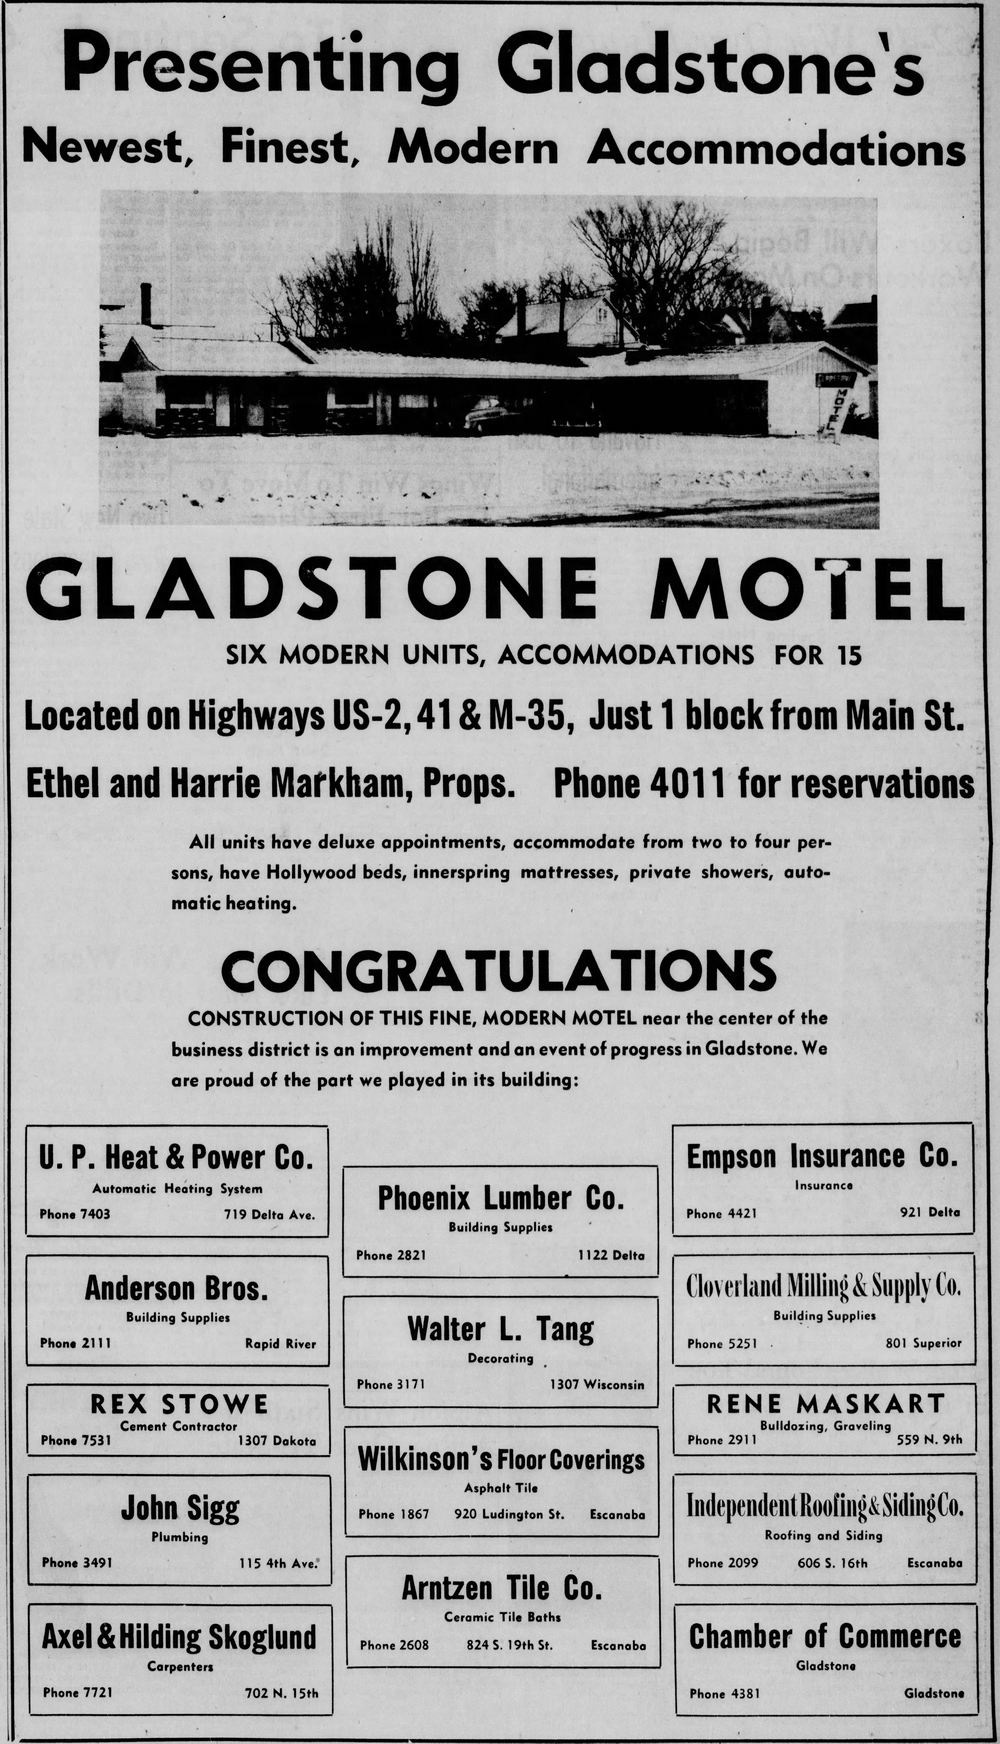 Presenting Gladstone's
Newest, Finest, Modern Accommodations
MOTEL
GLADSTONE MOTEL
SIX MODERN UNITS, ACCOMMODATIONS FOR 15
Located on Highways US-2, 41 & M-35, Just 1 block from Main St.
Ethel and Harrie Markham, Props. Phone 4011 for reservations
All units have deluxe appointments, accommodate from two to four per-
sons, have Hollywood beds, innerspring mattresses, private showers, auto-
matic heating.
CONGRATULATIONS
CONSTRUCTION OF THIS FINE, MODERN MOTEL near the center of the
business district is an improvement and an event of progress in Gladstone. We
are proud of the part we played in its building:
U. P. Heat & Power Co.
Automatic Heating System
Phone 7403 719 Delta Ave.
Anderson Bros.
Building Supplies
Phone 2111 Rapid River
REX STOWE
Cement Contractor
Phone 7531 1307 Dakota
John Sigg
Plumbing
Phone 3491 115 4th Ave.
Axel & Hilding Skoglund
Carpenters
Phone 7721 702 N. 15th
Phoenix Lumber Co.
Building Supplies
Phone 2821 1122 Delta
Walter L. Tang
Decorating
Phone 3171 1307 Wisconsin
Wilkinson's Floor Coverings
Asphalt Tile
Phone 1867 920 Ludington St. Escanaba
Arntzen Tile Co.
Ceramic Tile Baths
Phone 2608 824 S. 19th St. Escanaba
Empson Insurance Co.
Insurance
Phone 4421 921 Delta
Cloverland Milling & Supply Co.
Building Supplies
Phone 5251 801 Superior
RENE MASKART
Bulldozing, Graveling
Phone 2911 559 N. 9th
Independent Roofing & Siding Co.
Roofing and Siding
Phone 2099 606 S. 16th Escanaba
Chamber of Commerce
Gladstone
Phone 4381 Gladstone